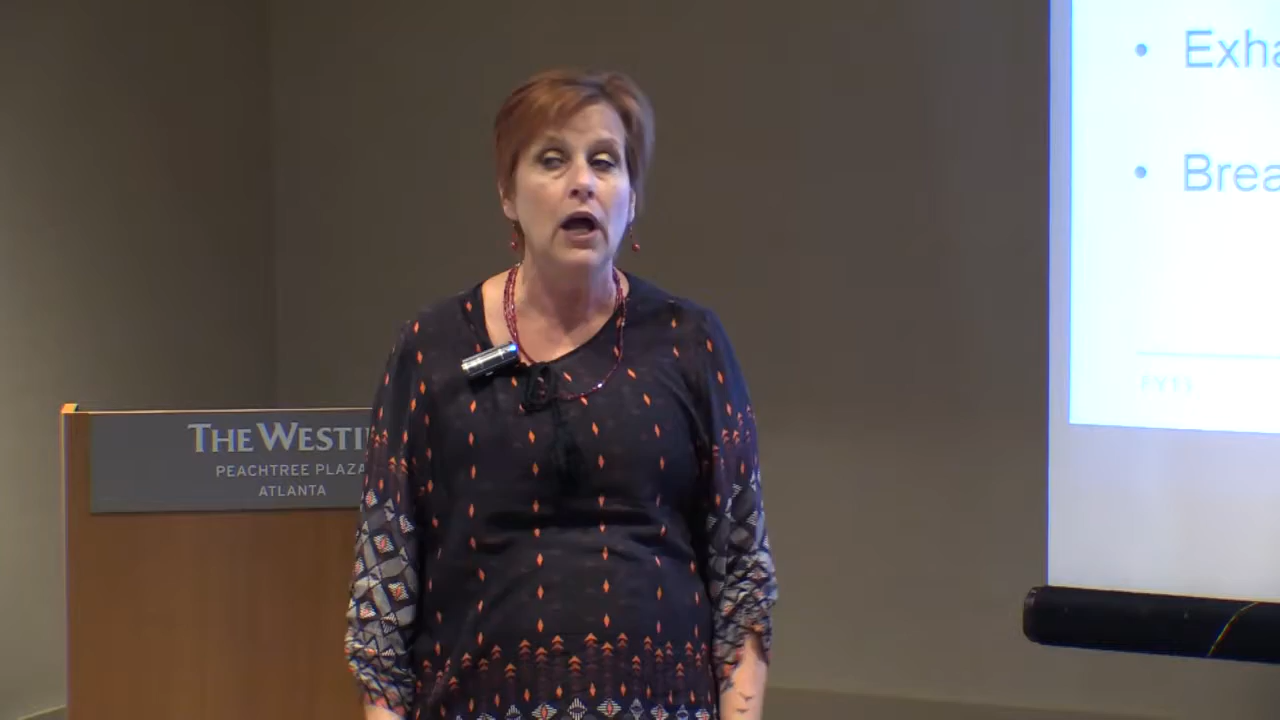 THE WESTI
PEACHTREE PLAZA
ATLANTA
• Exha
• Brea